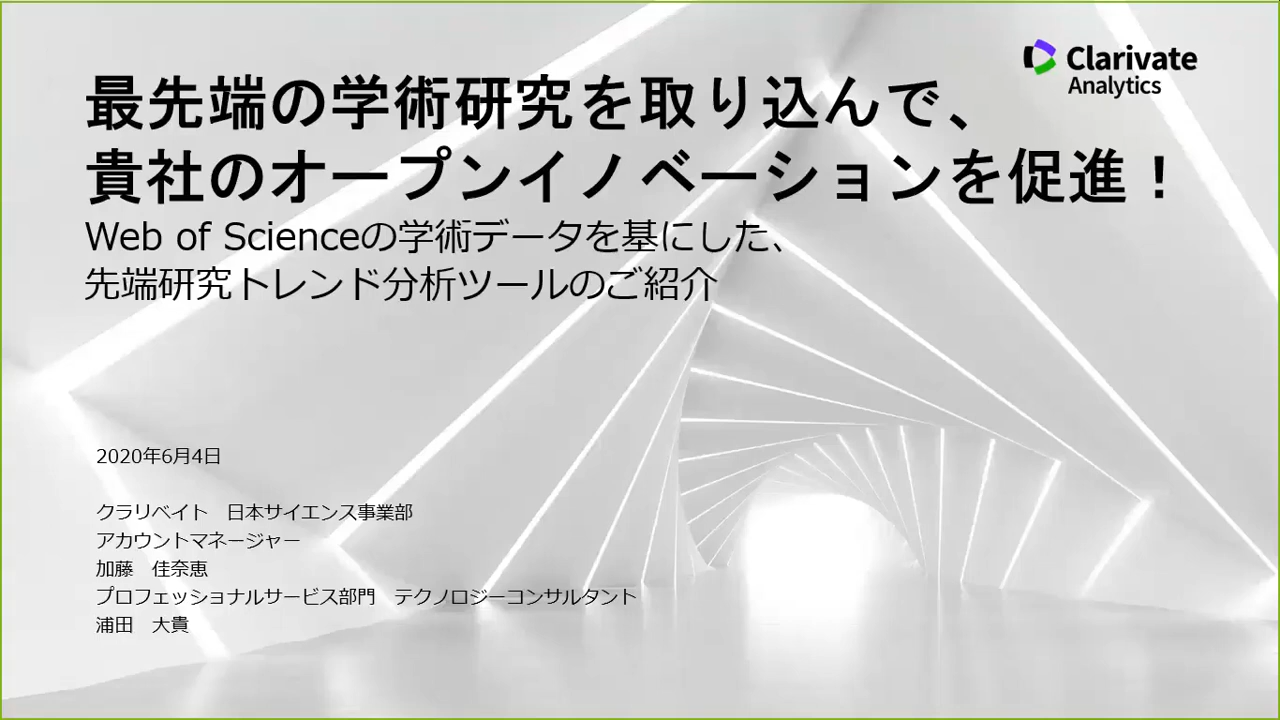 Clarivate
Analytics
最先端の学術研究を取り込んで、
貴社のオープンイノベーションを促進！
Web of Scienceの学術データを基にした、
先端研究トレンド分析ツールのご紹介
2020年6月4日
クラリベイト　日本サイエンス事業部
アカウントマネージャー
加藤　佳奈恵
プロフェッショナルサービス部門　テクノロジーコンサルタント
浦田　大貴